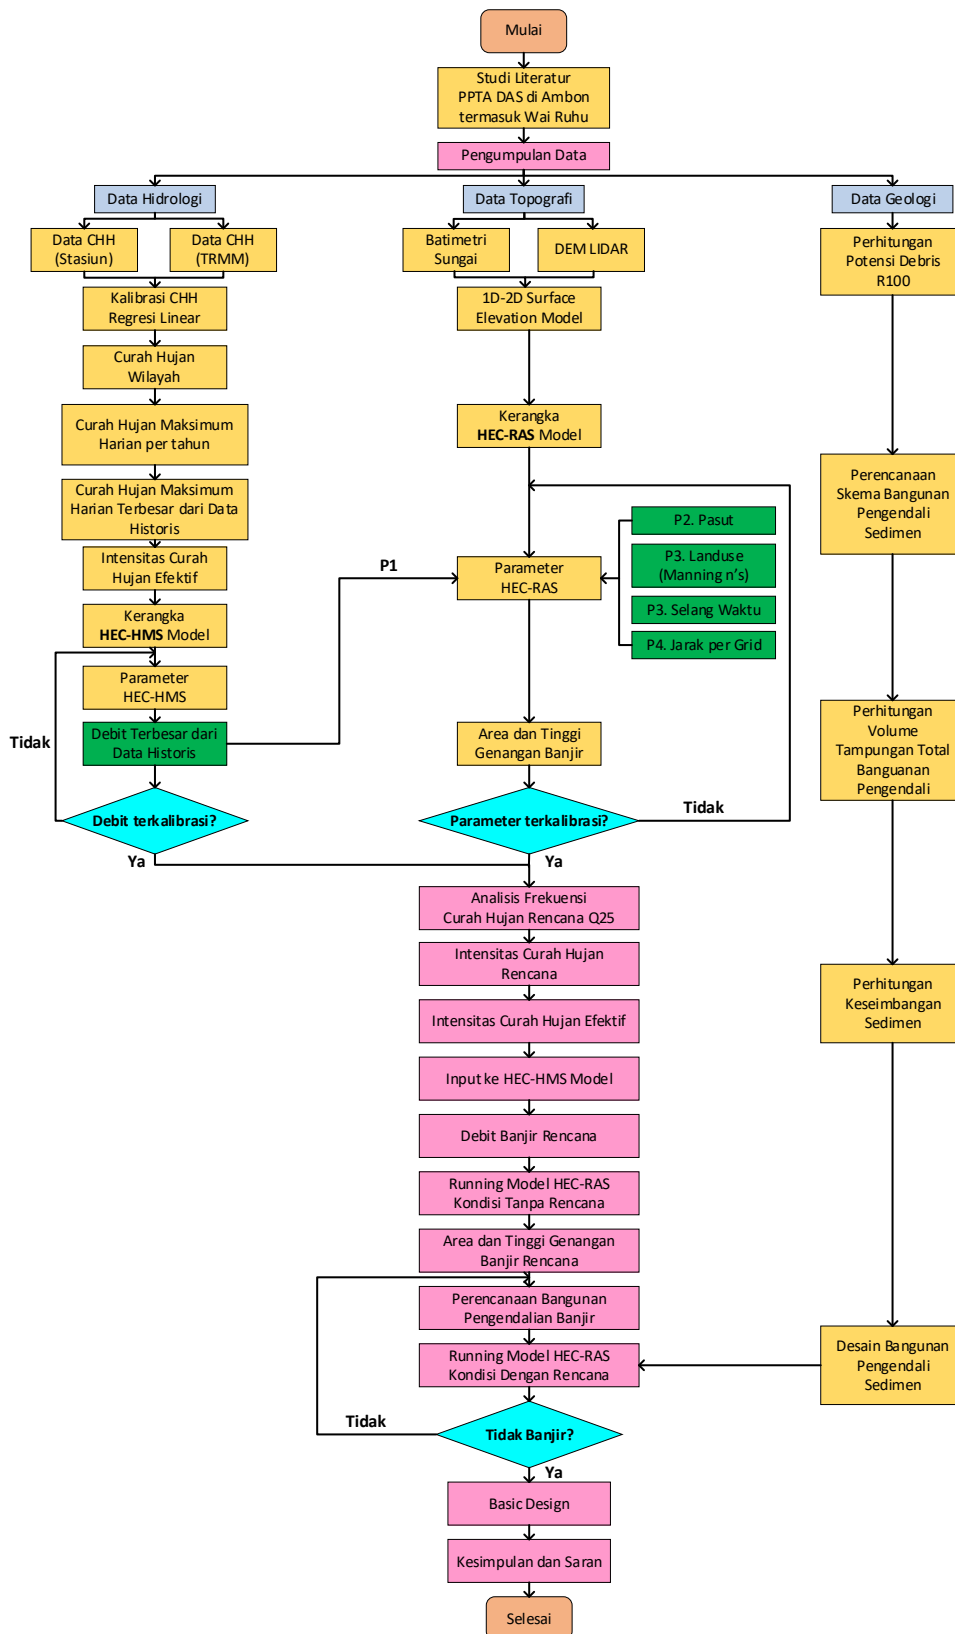 Mulai
Studi Literatur
PPTA DAS di Ambon
termasuk Wai Ruhu
Pengumpulan Data
Data Hidrologi
Data Topografi
Data Geologi
Data CHH
(Stasiun)
Data CHH
(TRMM)
Batimetri
Sungai
DEM LIDAR
Perhitungan
Potensi Debris
R100
Kalibrasi CHH
Regresi Linear
1D-2D Surface
Elevation Model
Curah Hujan
Wilayah
Curah Hujan Maksimum
Harian per tahun
Kerangka
HEC-RAS Model
Curah Hujan Maksimum
Harian Terbesar dari Data
Historis
Perencanaan
Skema Bangunan
Pengendali
Sedimen
P2. Pasut
P3. Landuse
(Manning n's)
P3. Selang Waktu
P4. Jarak per Grid
Intensitas Curah
Hujan Efektif
P1
Parameter
HEC-RAS
Kerangka
HEC-HMS Model
Parameter
HEC-HMS
Tidak
Debit Terbesar dari
Data Historis
Area dan Tinggi
Genangan Banjir
Perhitungan
Volume
Tampungan Total
Banguanan
Pengendali
Debit terkalibrasi?
Parameter terkalibrasi?
Tidak
Ya
Ya
Analisis Frekuensi
Curah Hujan Rencana Q25
Intensitas Curah Hujan
Rencana
Perhitungan
Keseimbangan
Sedimen
Intensitas Curah Hujan Efektif
Input ke HEC-HMS Model
Debit Banjir Rencana
Running Model HEC-RAS
Kondisi Tanpa Rencana
Area dan Tinggi Genangan
Banjir Rencana
Perencanaan Bangunan
Pengendalian Banjir
Running Model HEC-RAS
Kondisi Dengan Rencana
Desain Bangunan
Pengendali
Sedimen
Tidak
Tidak Banjir?
Ya
Basic Design
Kesimpulan dan Saran
Selesai